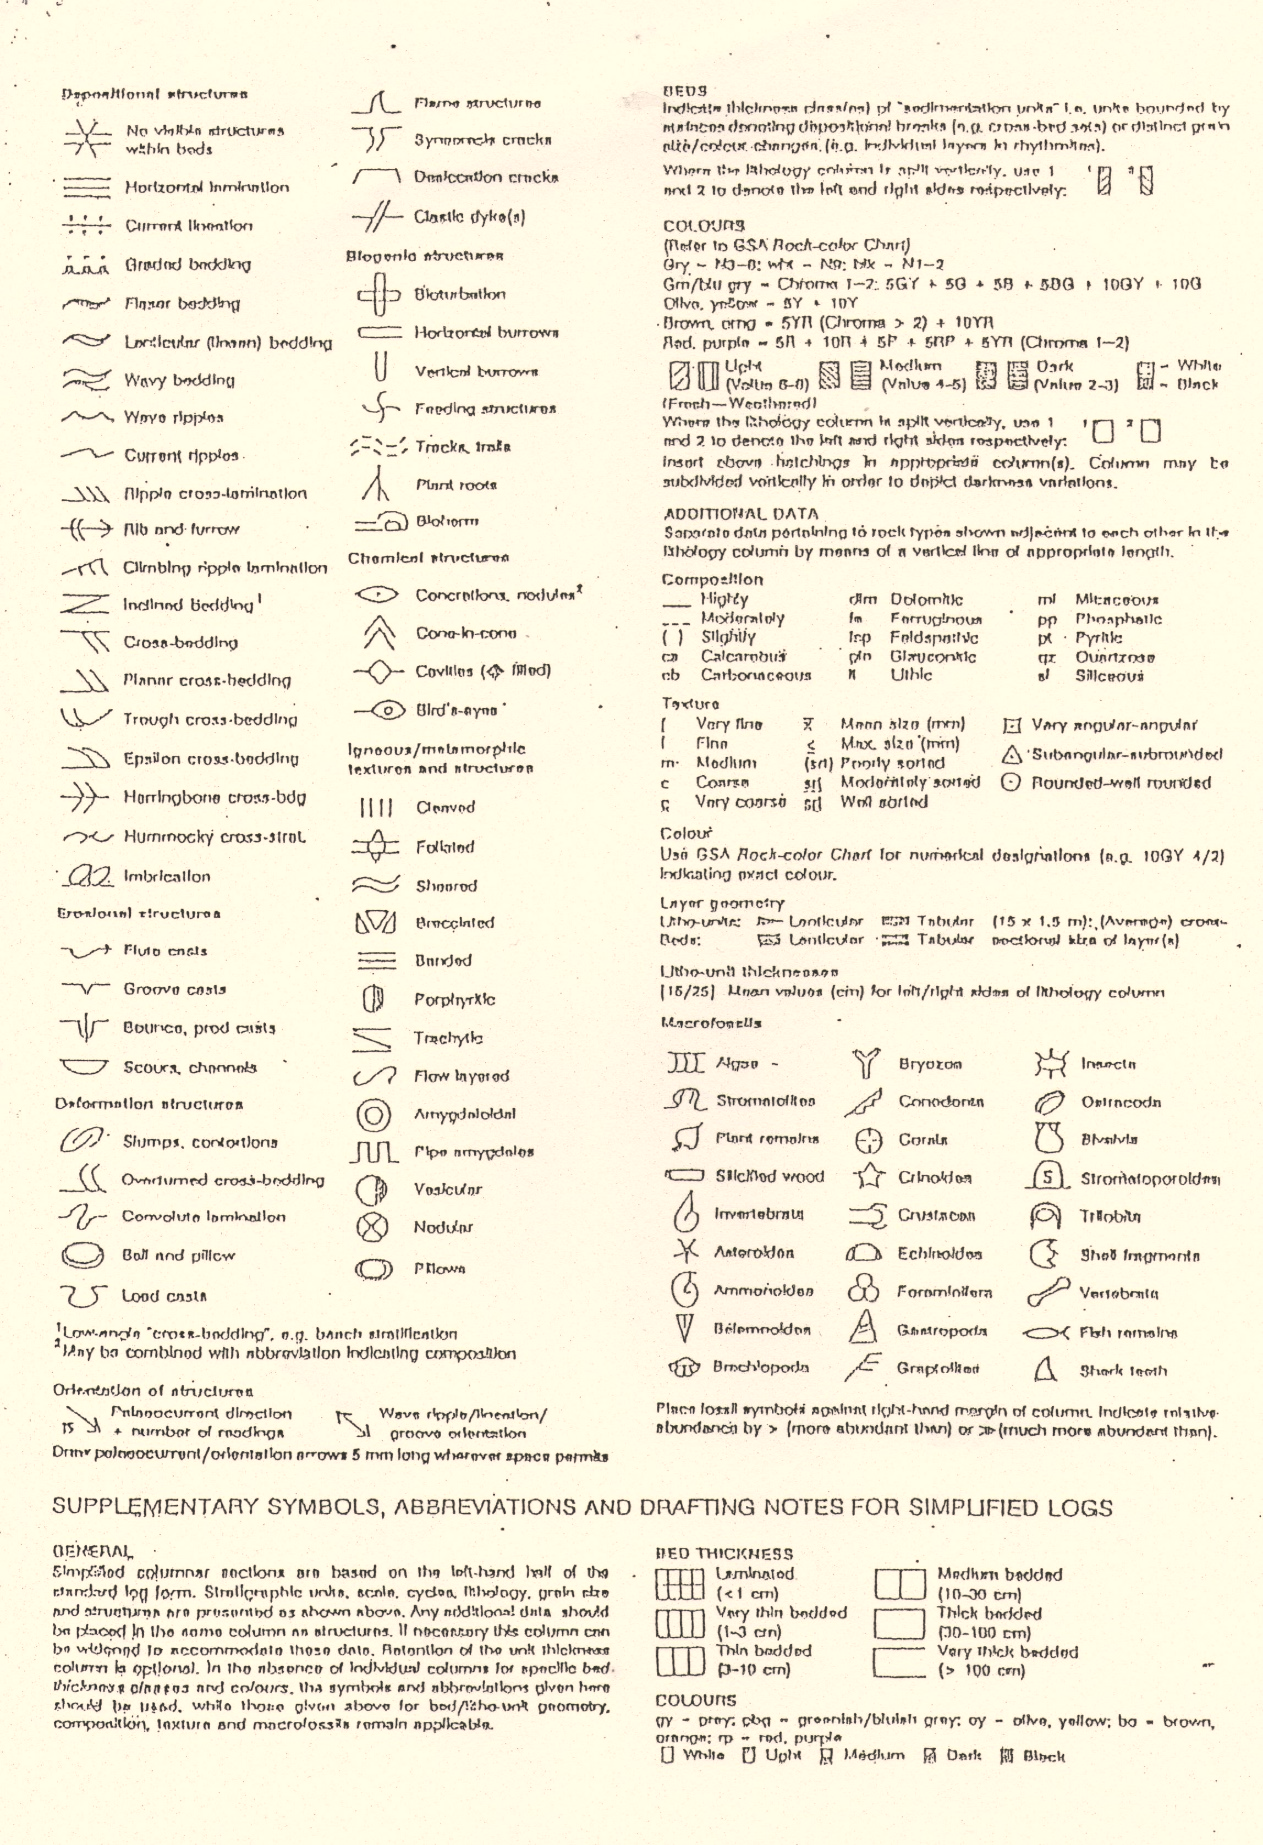 Depositional structures
No visible structures
within beds
Horizontal lamination
Current lineation
Graded bedding
Flaser bedding
Lenticular (linsen) bedding
Wavy bedding
Wave ripples
Current ripples
Ripple cross-lamination
Rib and furrow
Climbing ripple lamination
Inclined bedding¹
Cross-bedding
Planar cross-bedding
Trough cross-bedding
Epsilon cross-bedding
Herringbone cross-bdg
Hummocky cross-strat.
Imbrication
Erosional structures
Flute casts
Groove casts
Bounce, prod casts
Scours, channels
Deformation structures
Slumps, contortions
Overturned cross-bedding
Convolute lamination
Ball and pillow
Load casts
Flame structures
Synaeresis cracks
Desiccation cracks
Clastic dyke(s)
Biogenic structures
Bioturbation
Horizontal burrows
Vertical burrows
Feeding structures
Tracks, trails
Plant roots
Bioherm
Chemical structures
Concretions, nodules²
Cone-in-cone
Cavities ( filled)
Bird's-eyes
Igneous/metamorphic
textures and structures
Cleaved
Foliated
Sheared
Brecciated
Banded
Porphyritic
Trachytic
Flow layered
Amygdaloidal
Pipe amygdales
Vesicular
Nodular
Pillows
¹Low-angle "cross-bedding", e.g. beach stratification
²May be combined with abbreviation indicating composition
Orientation of structures
Palaeocurrent direction
15 + number of readings
Wave ripple/lineation/
groove orientation
Draw palaeocurrent/orientation arrows 5 mm long wherever space permits
BEDS
Indicate thickness class(es) of "sedimentation units" i.e. units bounded by
surfaces denoting depositional breaks (e.g. cross-bed sets) or distinct grain
size/colour changes (e.g. individual layers in rhythmites).
Where the lithology column is split vertically, use 1
and 2 to denote the left and right sides respectively: 1 2
COLOURS
(Refer to GSA Rock-color Chart)
Gry = N3-8; wht = N9; blk = N1-2
Grn/blu gry = Chroma 1-2: 5GY + 5G + 5B + 5BG + 10GY + 10G
Olive, yellow = 5Y + 10Y
Brown, orng = 5YR (Chroma > 2) + 10YR
Red, purple = 5R + 10R + 5P + 5RP + 5YR (Chroma 1-2)
Light Medium Dark - White
(Value 6-8) (Value 4-5) (Value 2-3) - Black
(Fresh—Weathered)
Where the lithology column is split vertically, use 1
and 2 to denote the left and right sides respectively: 1 2
Insert above hatchings in appropriate column(s). Column may be
subdivided vertically in order to depict darkness variations.
ADDITIONAL DATA
Separate data pertaining to rock types shown adjacent to each other in the
lithology column by means of a vertical line of appropriate length.
Composition
Highly dlm Dolomitic mi Micaceous
Moderately fe Ferruginous pp Phosphatic
( ) Slightly fsp Feldspathic pt Pyritic
ca Calcareous gln Glauconitic qz Quartzose
cb Carbonaceous lt Lithic sl Siliceous
Texture
f Very fine x̄ Mean size (mm) Very angular-angular
f Fine < Max. size (mm)
m Medium (srt) Poorly sorted Subangular-subrounded
c Coarse srt Moderately sorted Rounded-well rounded
c Very coarse srt Well sorted
Colour
Use GSA Rock-color Chart for numerical designations (e.g. 10GY 4/2)
indicating exact colour.
Layer geometry
Litho-units: Lenticular Tabular (15 x 1.5 m): (Average) cross-
Beds: Lenticular Tabular sectional size of layer(s)
Litho-unit thicknesses
[15/25] Mean values (cm) for left/right sides of lithology column
Macrofossils
Algae Bryozoa Insecta
Stromatolites Conodonts Ostracoda
Plant remains Corals Bivalvia
Silicified wood Crinoidea Stromatoporoidea
Invertebrata Crustacea Trilobita
Asteroidea Echinoidea Shell fragments
Ammonoidea Foraminifera Vertebrata
Belemnoidea Gastropoda Fish remains
Brachiopoda Graptolites Shark teeth
Place fossil symbols against right-hand margin of column. Indicate relative
abundance by > (more abundant than) or >> (much more abundant than).
SUPPLEMENTARY SYMBOLS, ABBREVIATIONS AND DRAFTING NOTES FOR SIMPLIFIED LOGS
GENERAL
Simplified columnar sections are based on the left-hand half of the
standard log form. Stratigraphic units, scale, cycles, lithology, grain size
and structures are presented as shown above. Any additional data should
be placed in the same column as structures. If necessary this column can
be widened to accommodate these data. Retention of the unit thickness
column is optional. In the absence of individual columns for specific bed
thickness classes and colours, the symbols and abbreviations given here
should be used, while those given above for bed/litho-unit geometry,
composition, texture and macrofossils remain applicable.
BED THICKNESS
Laminated
(<1 cm)
Very thin bedded
(1-3 cm)
Thin bedded
(3-10 cm)
Medium bedded
(10-30 cm)
Thick bedded
(30-100 cm)
Very thick bedded
(> 100 cm)
COLOURS
gy = grey; gbg = greenish/bluish grey; oy = olive, yellow; bo = brown,
orange; rp = red, purple
White Light Medium Dark Black